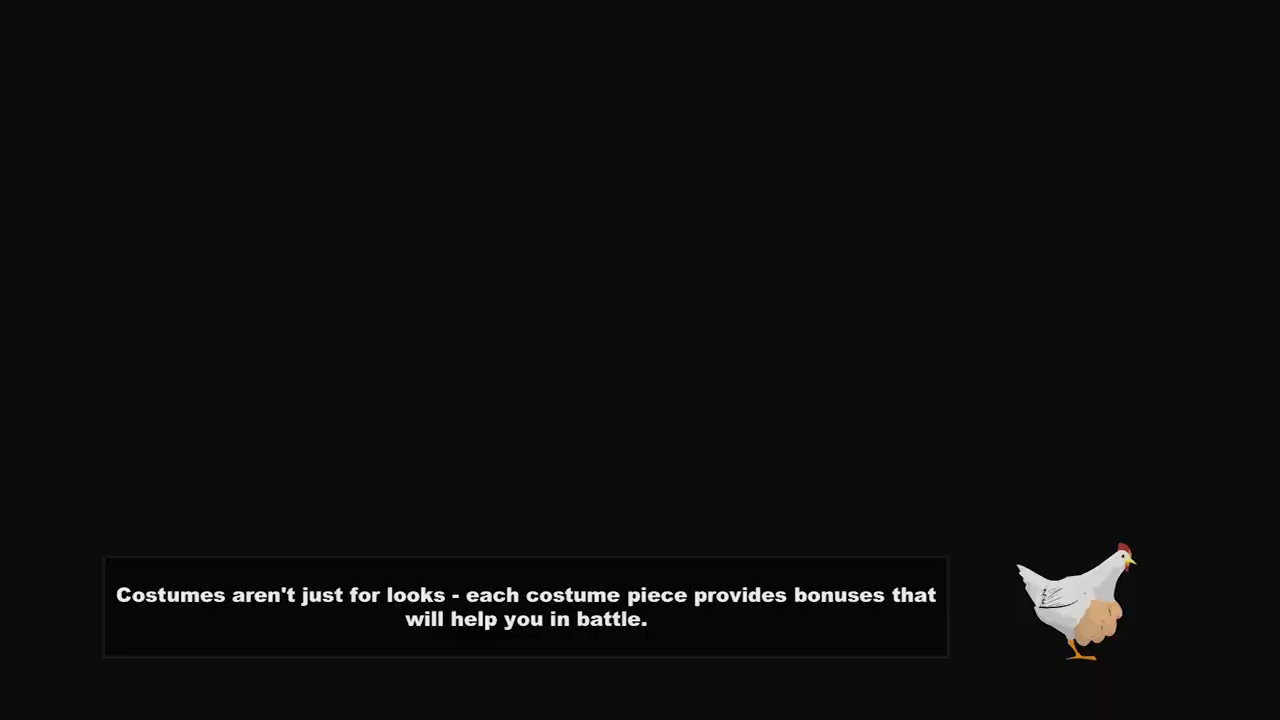 Costumes aren't just for looks - each costume piece provides bonuses that
will help you in battle.